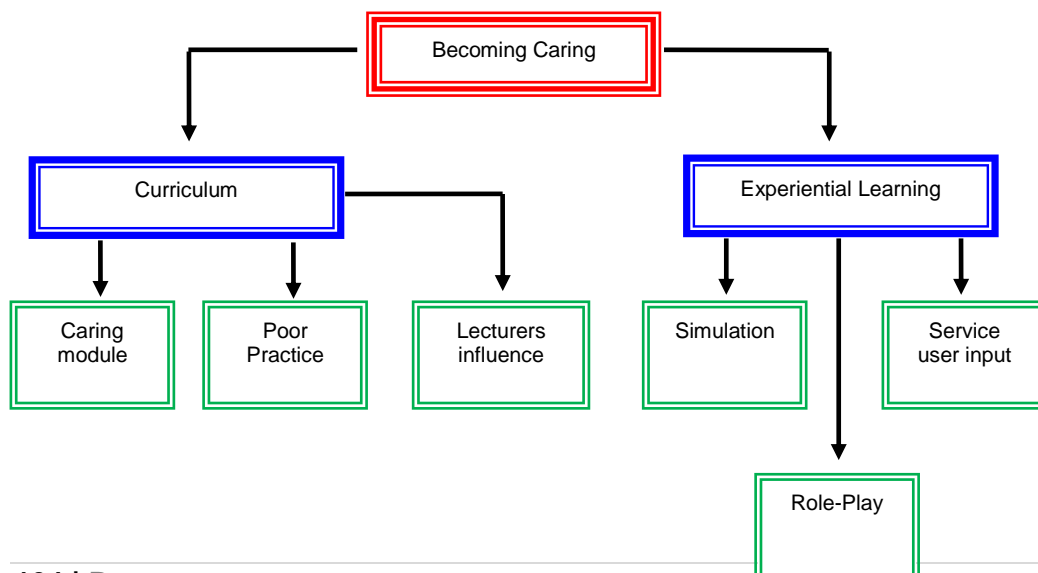 Becoming Caring
Curriculum
Experiential Learning
Caring
module
Poor
Practice
Lecturers
influence
Simulation
Service
user input
Role-Play